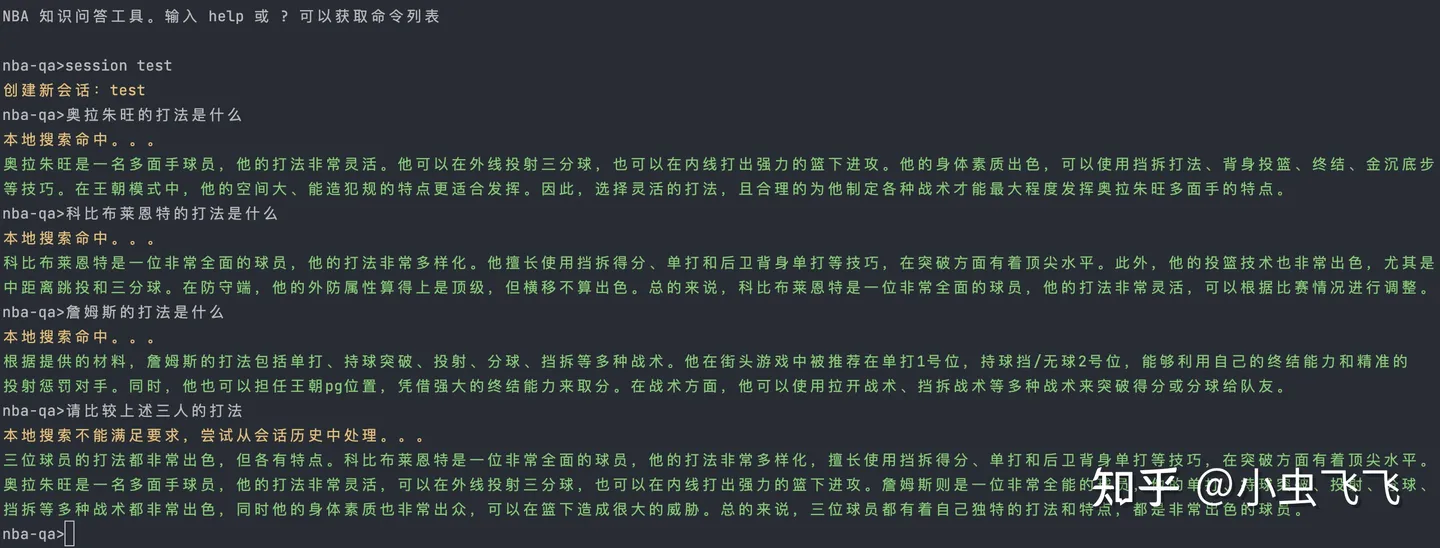 NBA 知识问答工具。输入 help 或 ? 可以获取命令列表
nba-qa>session test
创建新会话：test
nba-qa>奥拉朱旺的打法是什么
本地搜索命中。。。
奥拉朱旺是一名多面手球员，他的打法非常灵活。他可以在外线投射三分球，也可以在内线打出强力的篮下进攻。他的身体素质出色，可以使用挡拆打法、背身投篮、终结、金沉底步
等技巧。在王朝模式中，他的空间大、能造犯规的特点更适合发挥。因此，选择灵活的打法，且合理的为他制定各种战术才能最大程度发挥奥拉朱旺多面手的特点。
nba-qa>科比布莱恩特的打法是什么
本地搜索命中。。。
科比布莱恩特是一位非常全面的球员，他的打法非常多样化。他擅长使用挡拆得分、单打和后卫背身单打等技巧，在突破方面有着顶尖水平。此外，他的投篮技术也非常出色，尤其是
中距离跳投和三分球。在防守端，他的外防属性算得上是顶级，但横移不算出色。总的来说，科比布莱恩特是一位非常全面的球员，他的打法非常灵活，可以根据比赛情况进行调整。
nba-qa>詹姆斯的打法是什么
本地搜索命中。。。
根据提供的材料，詹姆斯的打法包括单打、持球突破、投射、分球、挡拆等多种战术。他在街头游戏中被推荐在单打1号位，持球挡/无球2号位，能够利用自己的终结能力和精准的
投射惩罚对手。同时，他也可以担任王朝pg位置，凭借强大的终结能力来取分。在战术方面，他可以使用拉开战术、挡拆战术等多种战术来突破得分或分球给队友。
nba-qa>请比较上述三人的打法
本地搜索不能满足要求，尝试从会话历史中处理。。。
三位球员的打法都非常出色，但各有特点。科比布莱恩特是一位非常全面的球员，他的打法非常多样化，擅长使用挡拆得分、单打和后卫背身单打等技巧，在突破方面有着顶尖水平。
奥拉朱旺是一名多面手球员，他的打法非常灵活，可以在外线投射三分球，也可以在内线打出强力的篮下进攻。詹姆斯则是一位非常全能的球员，他的单打、持球突破、投射、分球、
挡拆等多种战术都非常出色，同时他的身体素质也非常出众，可以在篮下造成很大的威胁。总的来说，三位球员都有着自己独特的打法和特点，都是非常出色的球员。
nba-qa>
知乎 @小虫飞飞